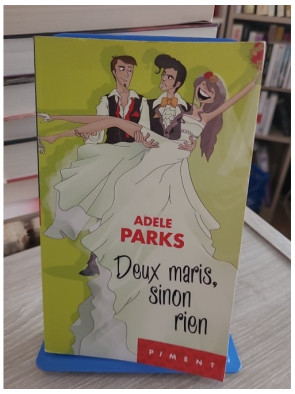 ADELE
PARKS
Deux maris,
sinon
rien
PIMENT